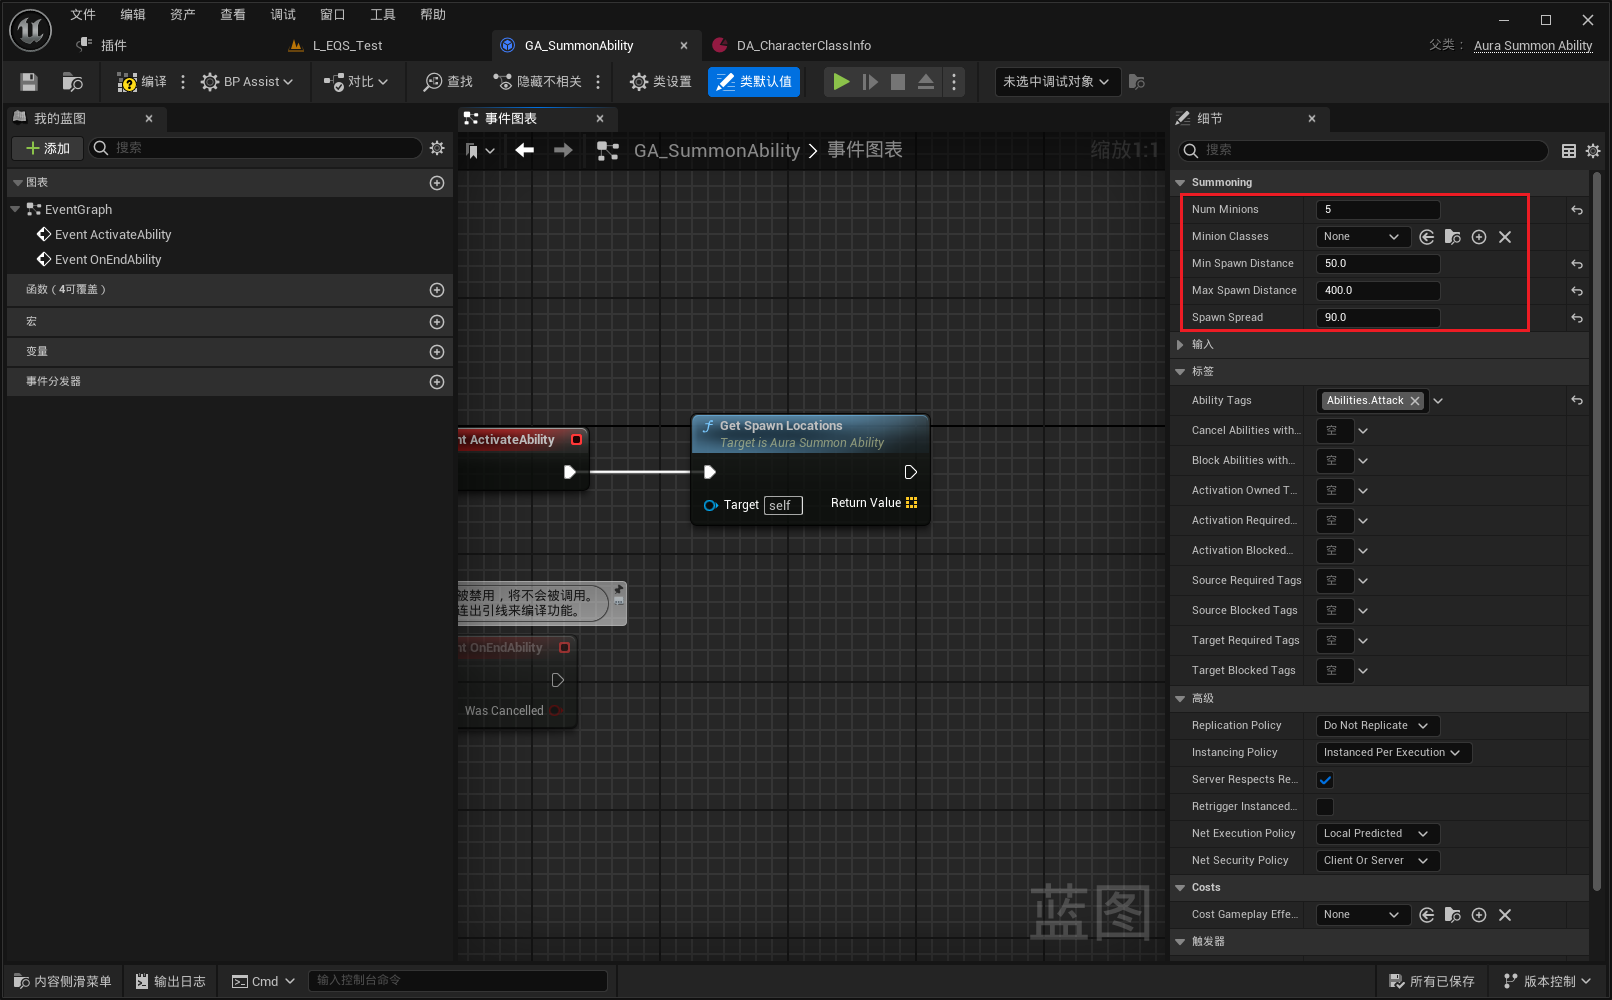 文件 编辑 资产 查看 调试 窗口 工具 帮助
插件 L_EQS_Test GA_SummonAbility DA_CharacterClassInfo 父类： Aura Summon Ability
编译 BP Assist 对比 查找 隐藏不相关 类设置 类默认值 未选中调试对象
我的蓝图
添加 搜索
图表
EventGraph
Event ActivateAbility
Event OnEndAbility
函数（4可覆盖）
宏
变量
事件分发器
事件图表
GA_SummonAbility 事件图表 缩放1:1
nt ActivateAbility
Get Spawn Locations
Target is Aura Summon Ability
Target self Return Value
被禁用，将不会被调用。
连出引线来编译功能。
nt OnEndAbility
Was Cancelled
蓝图
细节
搜索
Summoning
Num Minions 5
Minion Classes None
Min Spawn Distance 50.0
Max Spawn Distance 400.0
Spawn Spread 90.0
输入
标签
Ability Tags Abilities.Attack
Cancel Abilities with... 空
Block Abilities with... 空
Activation Owned T... 空
Activation Required... 空
Activation Blocked... 空
Source Required Tags 空
Source Blocked Tags 空
Target Required Tags 空
Target Blocked Tags 空
高级
Replication Policy Do Not Replicate
Instancing Policy Instanced Per Execution
Server Respects Re...
Retrigger Instanced...
Net Execution Policy Local Predicted
Net Security Policy Client Or Server
Costs
Cost Gameplay Effe... None
触发器
内容侧滑菜单 输出日志 Cmd 输入控制台命令 所有已保存 版本控制